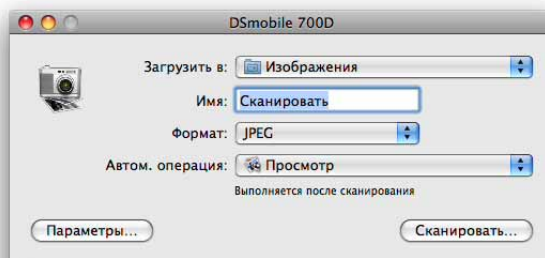 DSmobile 700D
Загрузить в: Изображения
Имя: Сканировать
Формат: JPEG
Автом. операция: Просмотр
Выполняется после сканирования
Параметры... Сканировать...